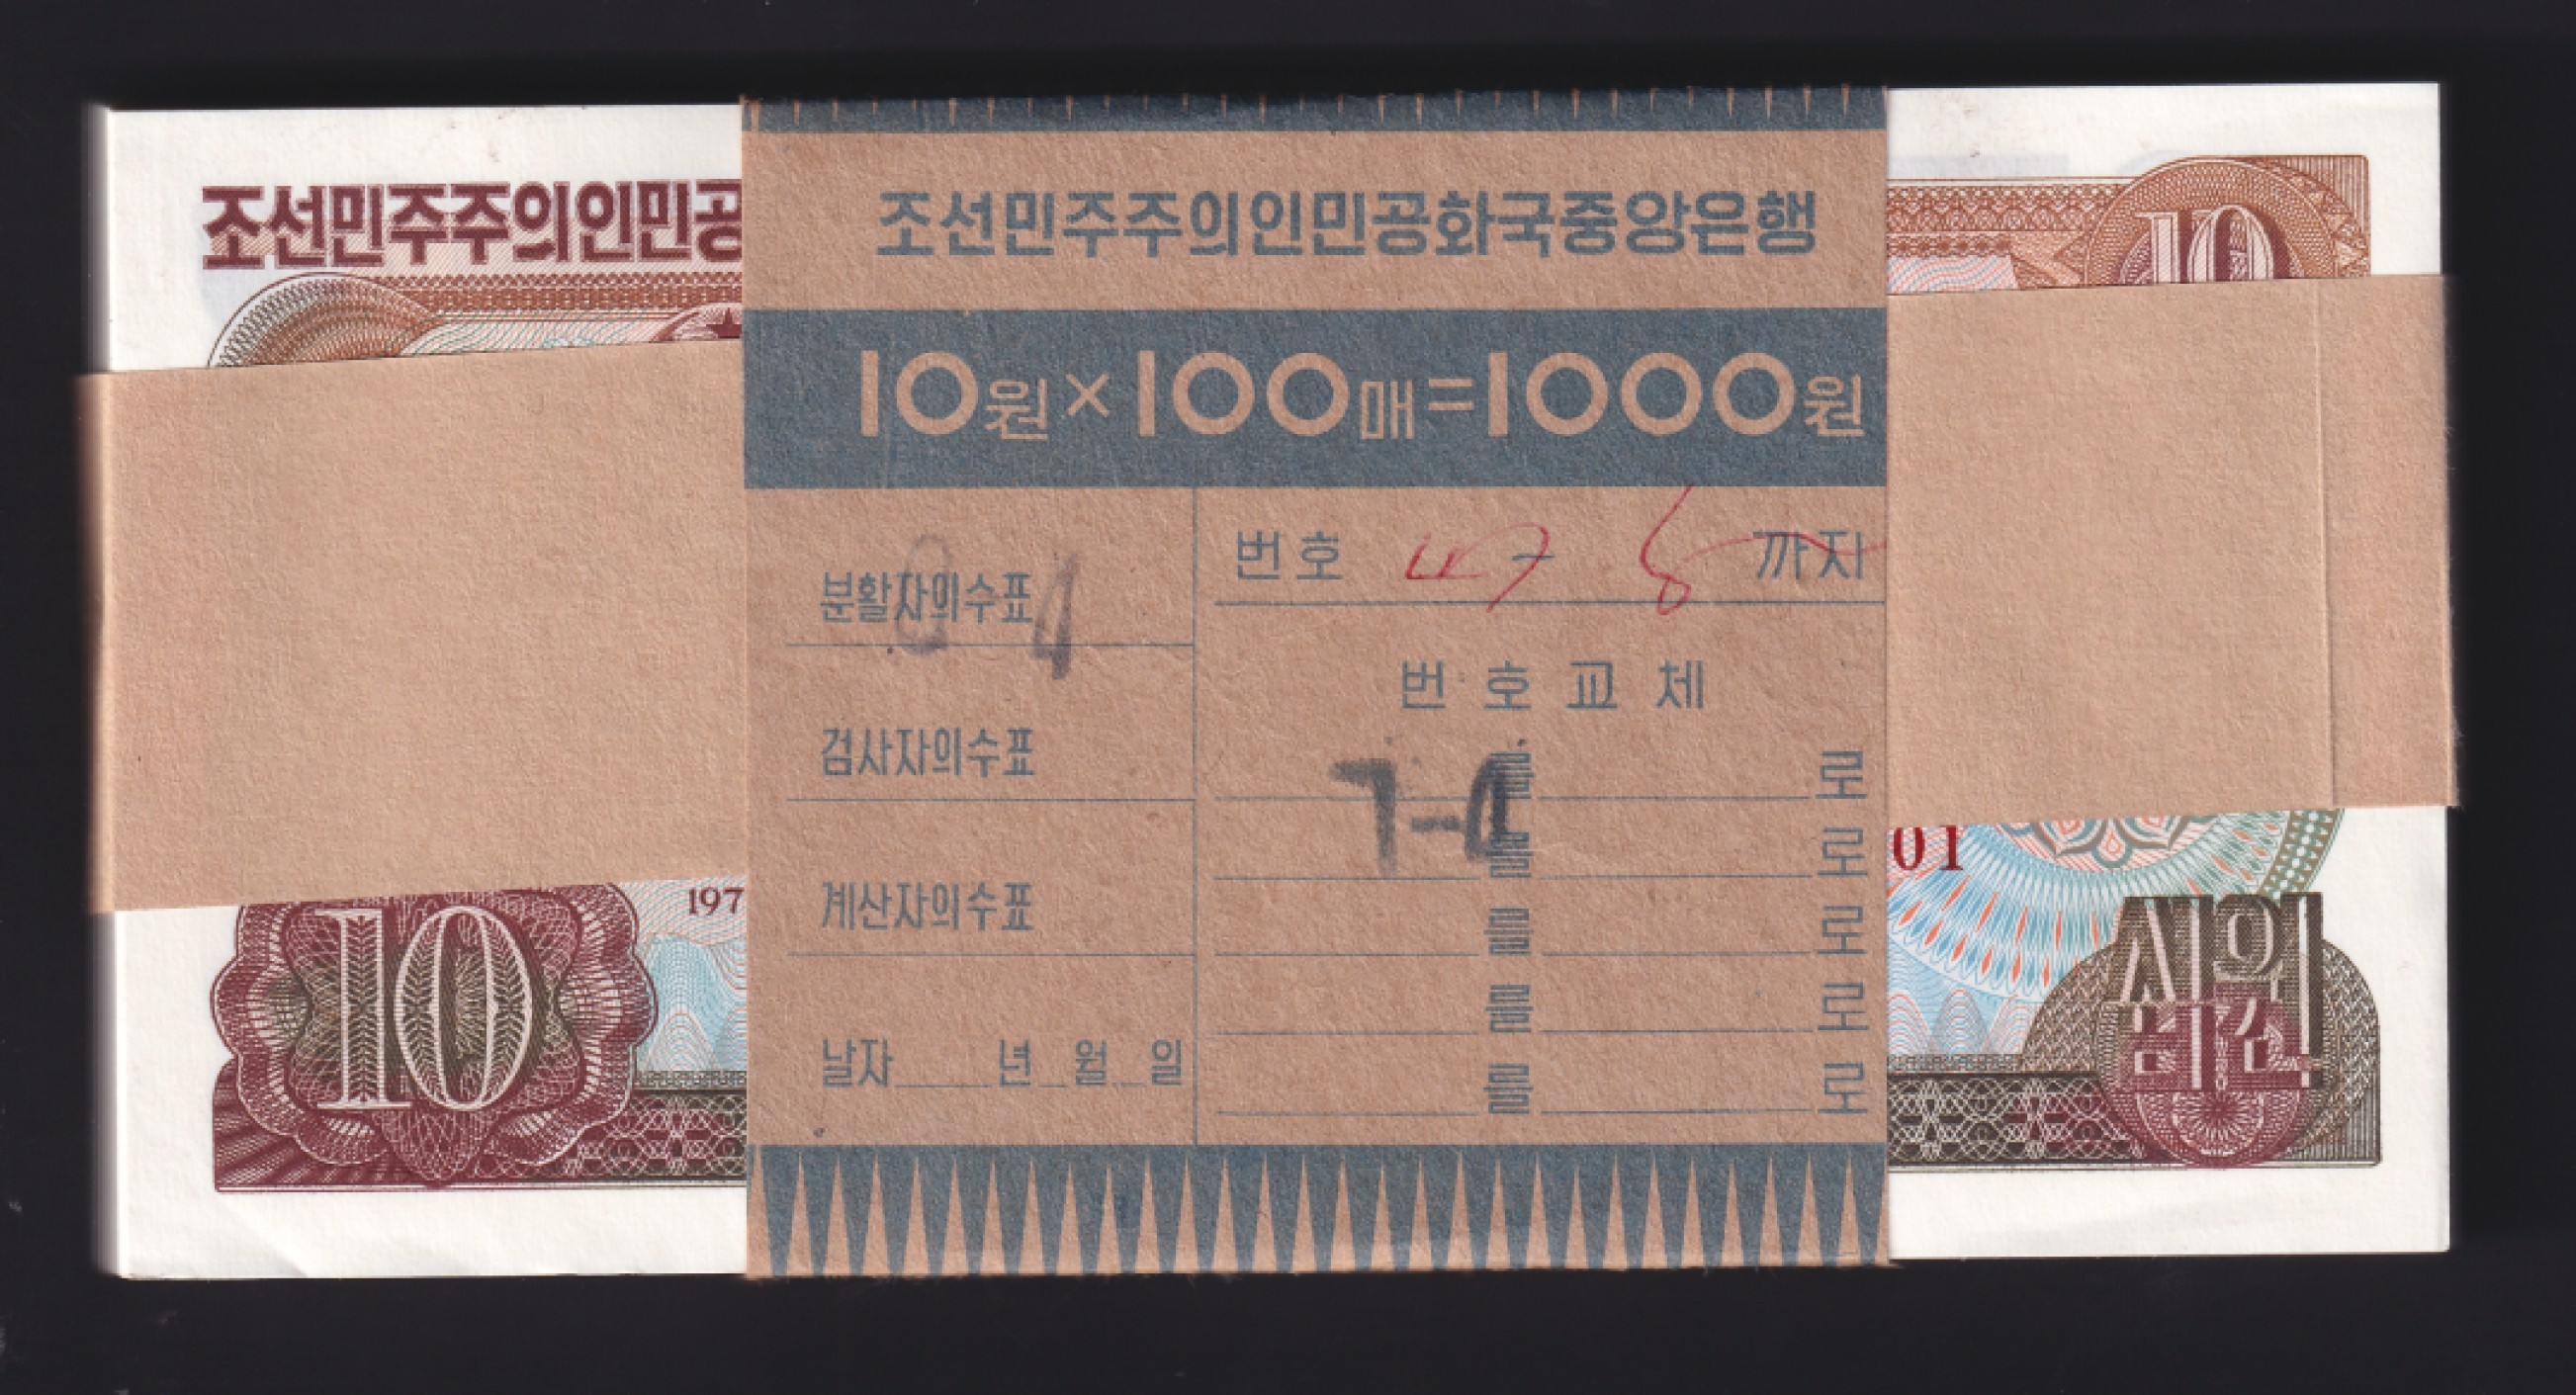 조선민주주의인민공
조선민주주의인민공화국중앙은행
10
10원×100매=1000원
번호 까지
분활자의수표
번호교체
검사자의수표
를 로
를 로
01
계산자의수표
를 로
를 로
날자 년 월 일
를 로
197
10
십원